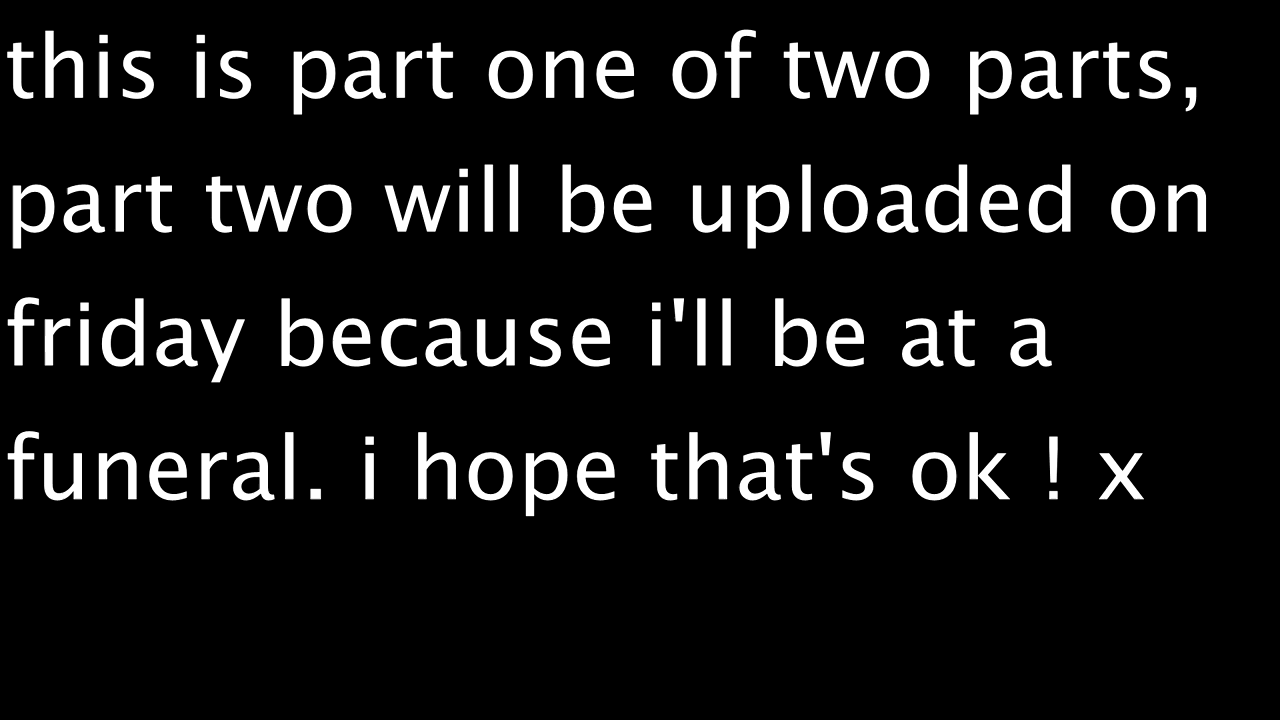 this is part one of two parts,
part two will be uploaded on
friday because i'll be at a
funeral. i hope that's ok ! x